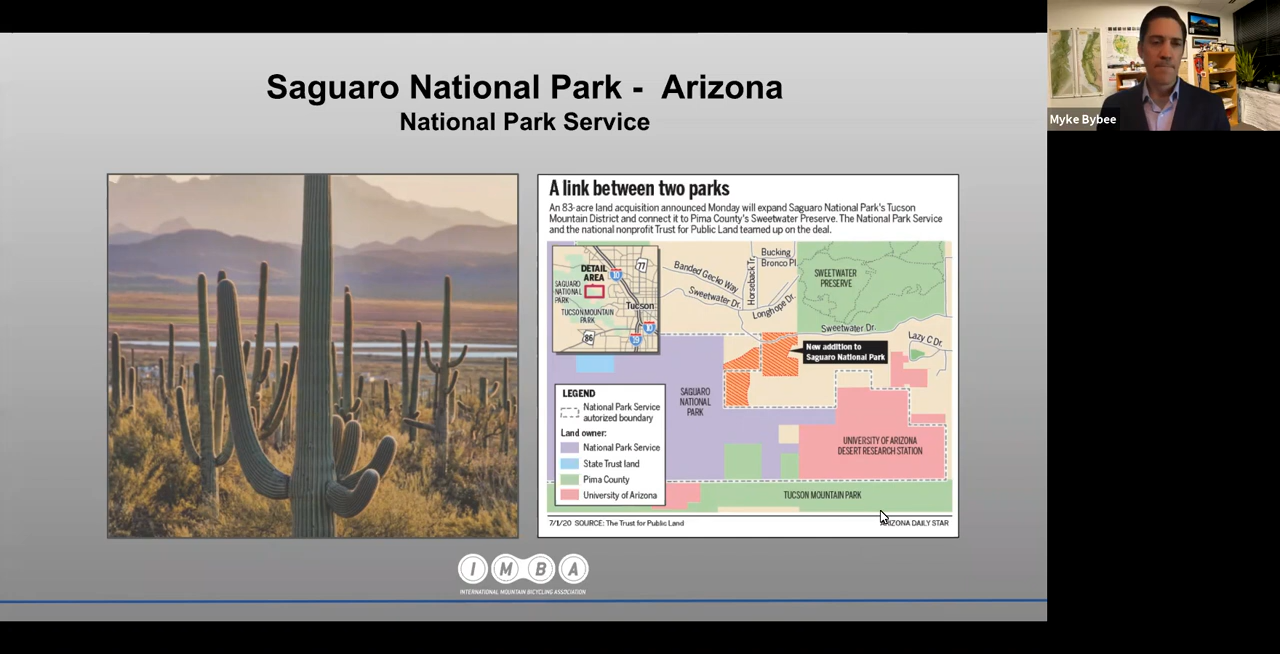 Saguaro National Park -  Arizona
National Park Service
Myke Bybee
A link between two parks
An 83-acre land acquisition announced Monday will expand Saguaro National Park's Tucson
Mountain District and connect it to Pima County's Sweetwater Preserve. The National Park Service
and the national nonprofit Trust for Public Land teamed up on the deal.
DETAIL
AREA
SAGUARO
NATIONAL
PARK
TUCSON MOUNTAIN
PARK
Tucson
77
10
10
86
19
Banded Gecko Way
Sweetwater Dr.
Horseback Tr.
Bucking
Bronco Pl.
Longhope Dr.
SWEETWATER
PRESERVE
Sweetwater Dr.
Lazy C Dr.
New addition to
Saguaro National Park
SAGUARO
NATIONAL
PARK
UNIVERSITY OF ARIZONA
DESERT RESEARCH STATION
TUCSON MOUNTAIN PARK
LEGEND
National Park Service
autorized boundary
Land owner:
National Park Service
State Trust land
Pima County
University of Arizona
7/1/20 SOURCE: The Trust for Public Land
ARIZONA DAILY STAR
IMBA
INTERNATIONAL MOUNTAIN BICYCLING ASSOCIATION